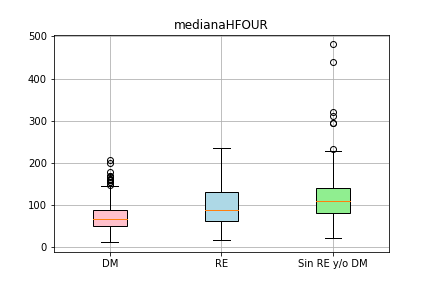 medianaHFOUR
500
400
300
200
100
0
DM
RE
Sin RE y/o DM